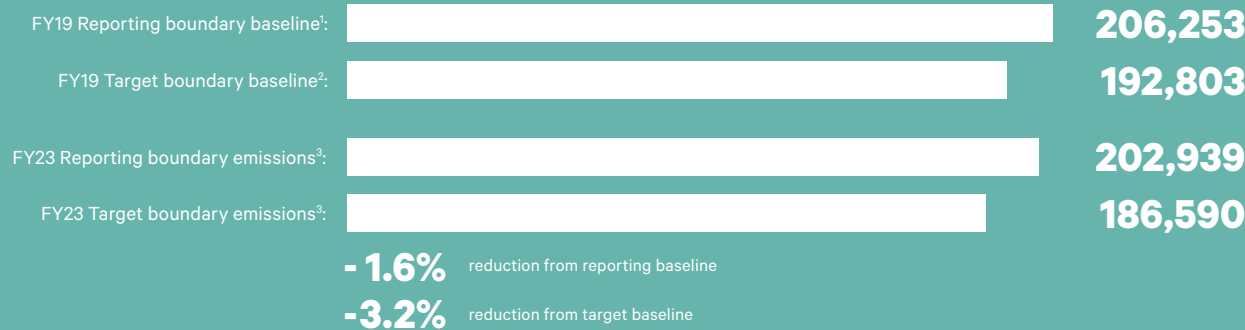 FY19 Reporting boundary baseline¹: 206,253
FY19 Target boundary baseline²: 192,803
FY23 Reporting boundary emissions³: 202,939
FY23 Target boundary emissions³: 186,590
- 1.6% reduction from reporting baseline
-3.2% reduction from target baseline